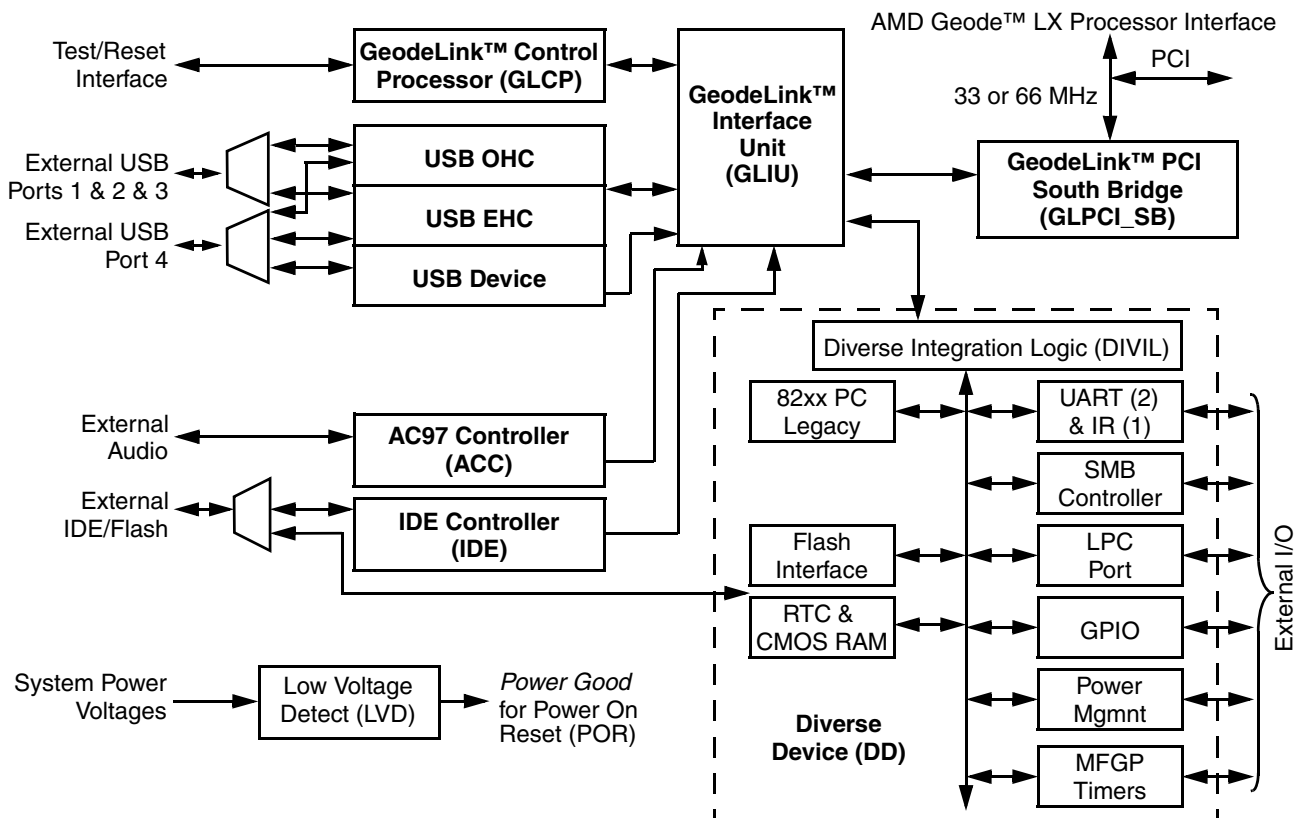 AMD Geode™ LX Processor Interface
PCI
33 or 66 MHz
Test/Reset
Interface
GeodeLink™ Control
Processor (GLCP)
GeodeLink™
Interface
Unit
(GLIU)
GeodeLink™ PCI
South Bridge
(GLPCI_SB)
External USB
Ports 1 & 2 & 3
External USB
Port 4
USB OHC
USB EHC
USB Device
External
Audio
AC97 Controller
(ACC)
External
IDE/Flash
IDE Controller
(IDE)
System Power
Voltages
Low Voltage
Detect (LVD)
Power Good
for Power On
Reset (POR)
Diverse Integration Logic (DIVIL)
82xx PC
Legacy
UART (2)
& IR (1)
SMB
Controller
Flash
Interface
LPC
Port
RTC &
CMOS RAM
GPIO
Power
Mgmnt
MFGP
Timers
Diverse
Device (DD)
External I/O